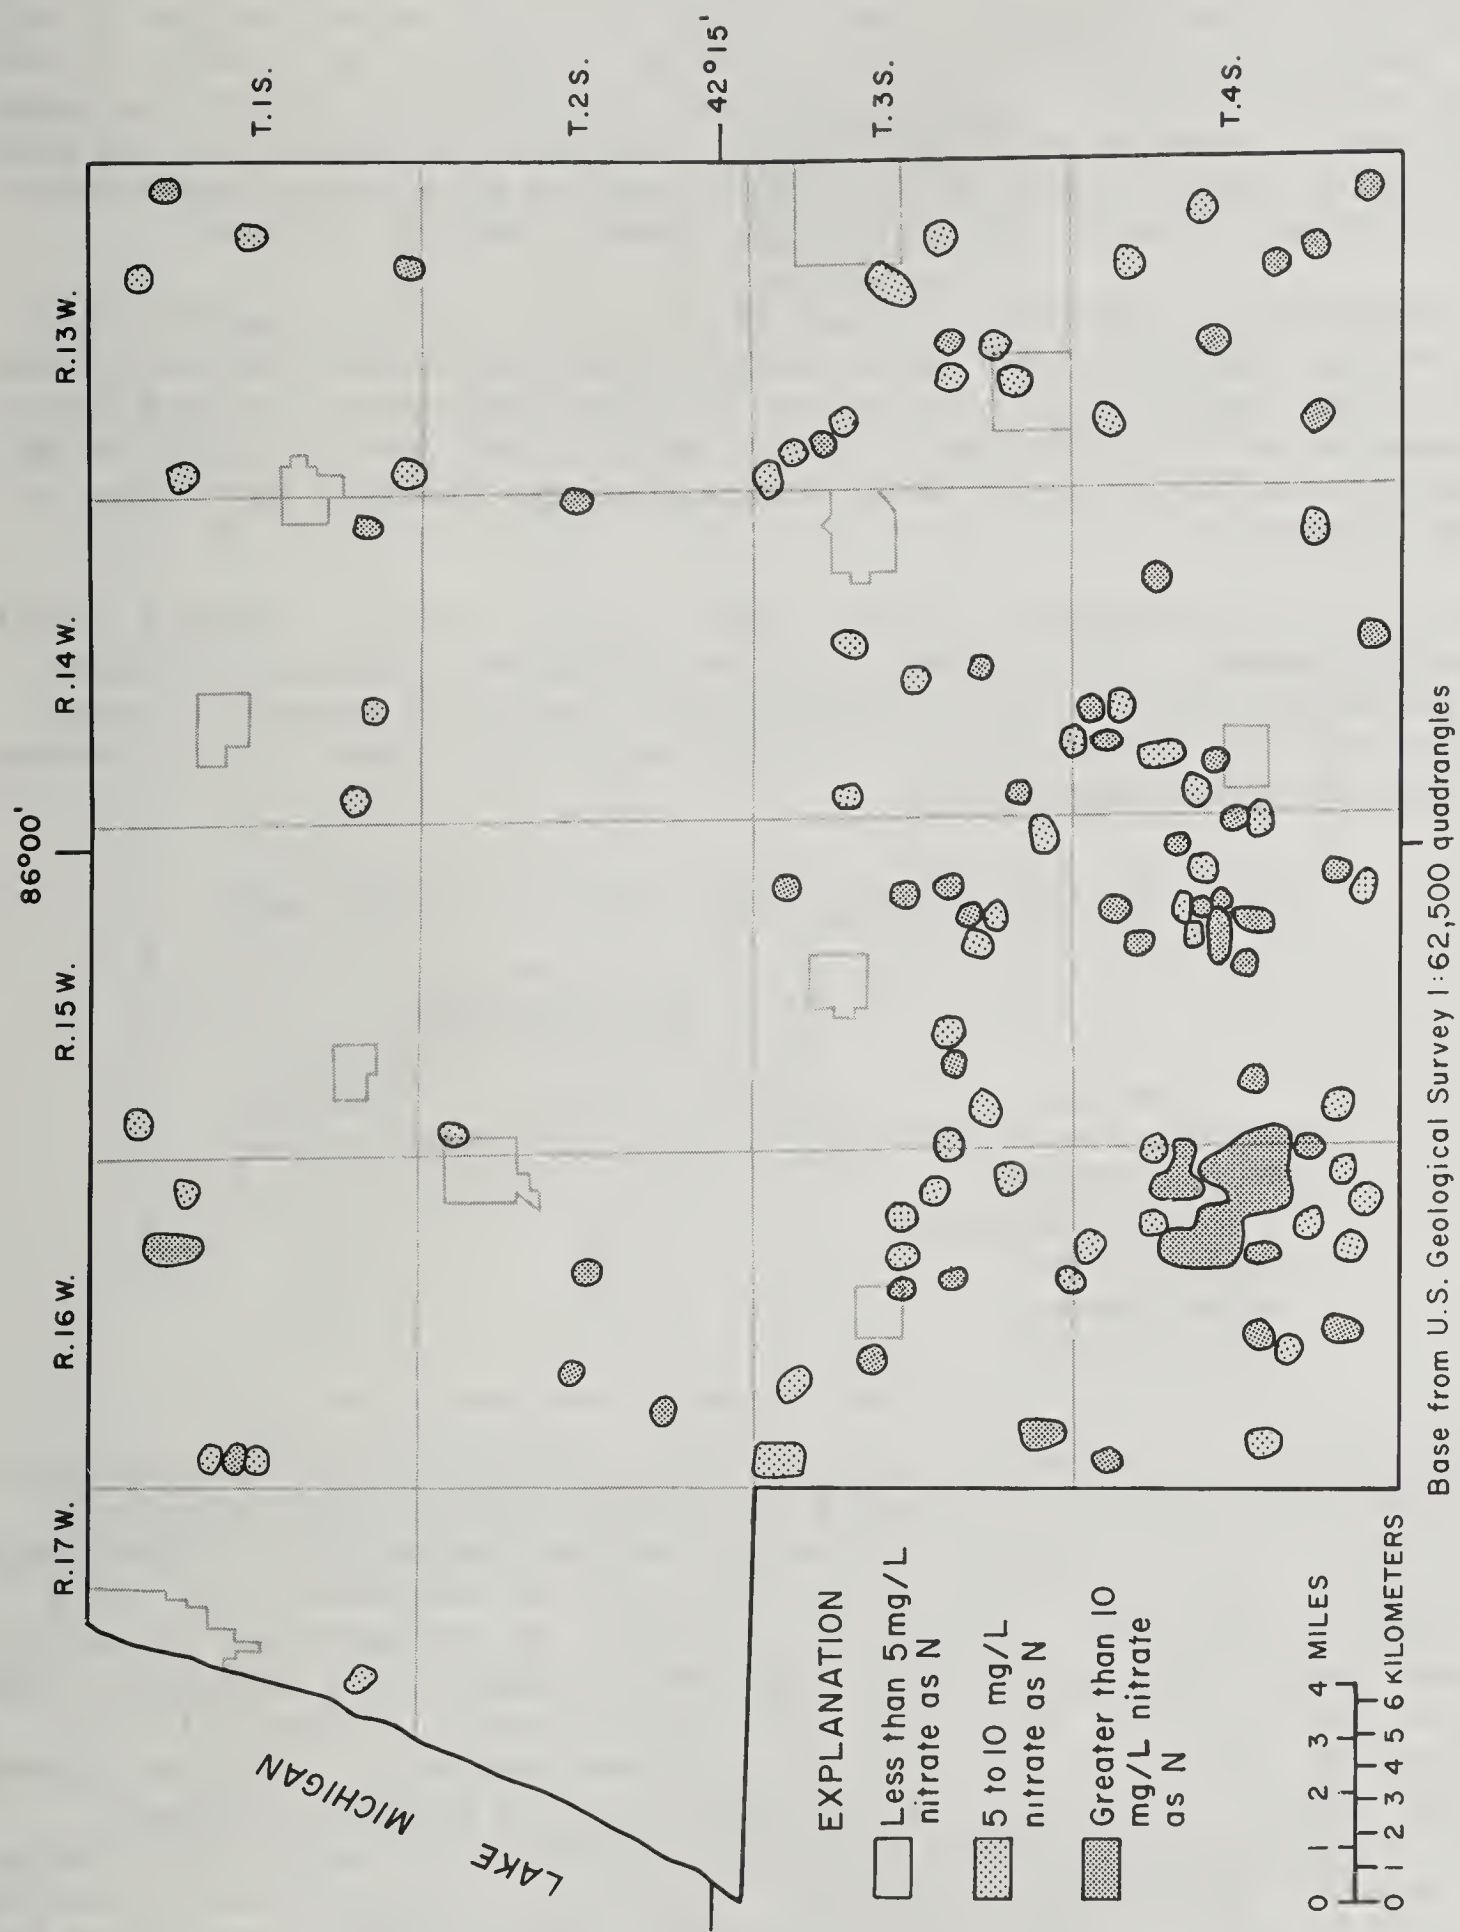 R.17W.
R.16W.
R.15W.
R.14W.
R.13W.
86°00'
T.1S.
T.2S.
42°15'
T.3S.
T.4S.
LAKE
MICHIGAN
EXPLANATION
Less than 5mg/L
nitrate as N
5 to 10 mg/L
nitrate as N
Greater than 10
mg/L nitrate
as N
0 1 2 3 4 MILES
0 1 2 3 4 5 6 KILOMETERS
Base from U.S. Geological Survey 1:62,500 quadrangles